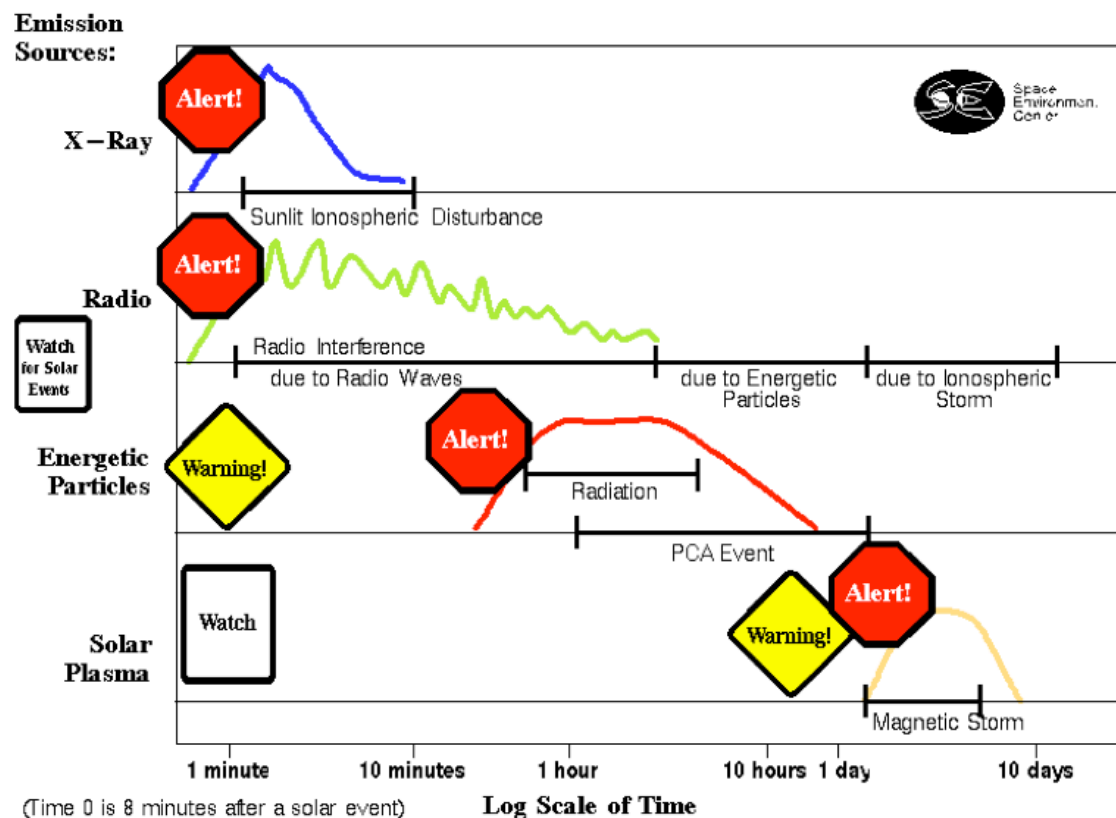 Emission
Sources:
Alert!
X-Ray
Space
Environment
Center
Sunlit Ionospheric Disturbance
Alert!
Radio
Watch
for Solar
Events
Radio Interference
due to Radio Waves
due to Energetic
Particles
due to Ionospheric
Storm
Alert!
Energetic
Particles
Warning!
Radiation
PCA Event
Watch
Solar
Plasma
Warning!
Alert!
Magnetic Storm
1 minute
10 minutes
1 hour
10 hours
1 day
10 days
(Time 0 is 8 minutes after a solar event)
Log Scale of Time